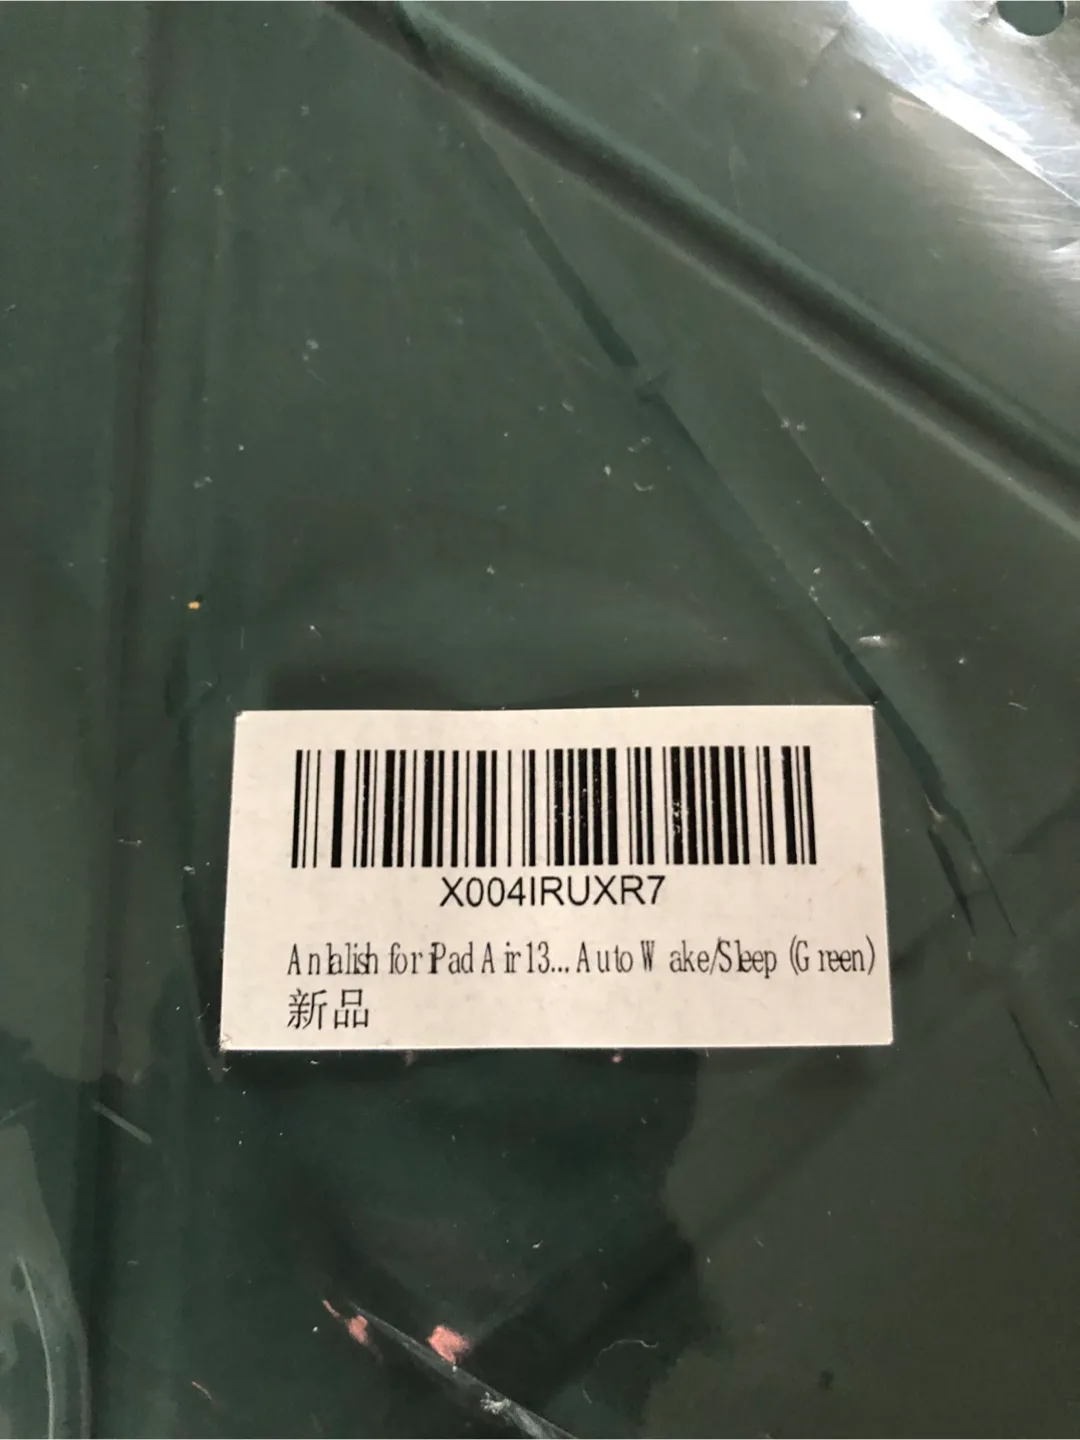 X004IRUXR7
Anlalish for iPad Air 13... Auto Wake/Sleep (Green)
新品